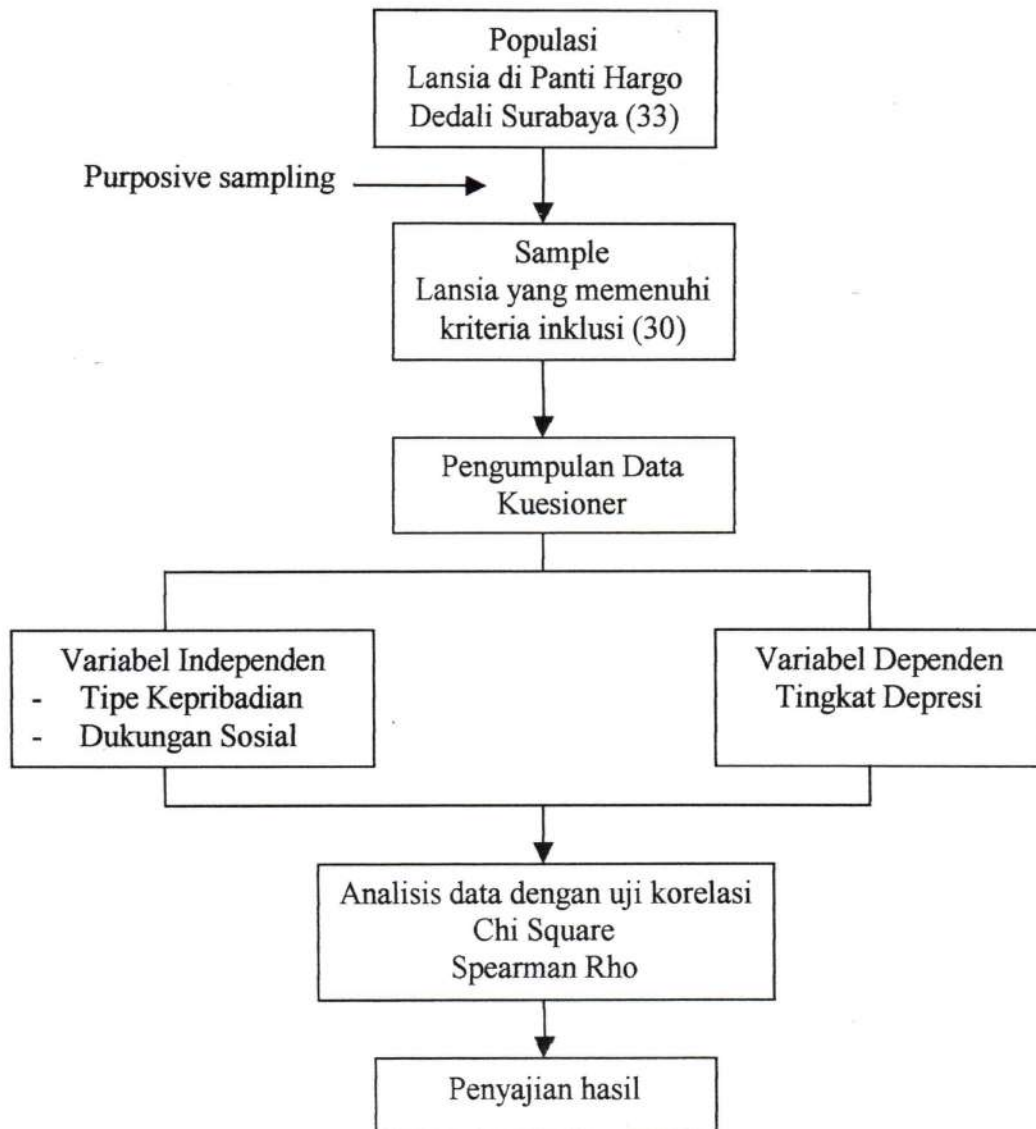 Populasi
Lansia di Panti Hargo
Dedali Surabaya (33)
Purposive sampling
Sample
Lansia yang memenuhi
kriteria inklusi (30)
Pengumpulan Data
Kuesioner
Variabel Independen
- Tipe Kepribadian
- Dukungan Sosial
Variabel Dependen
Tingkat Depresi
Analisis data dengan uji korelasi
Chi Square
Spearman Rho
Penyajian hasil